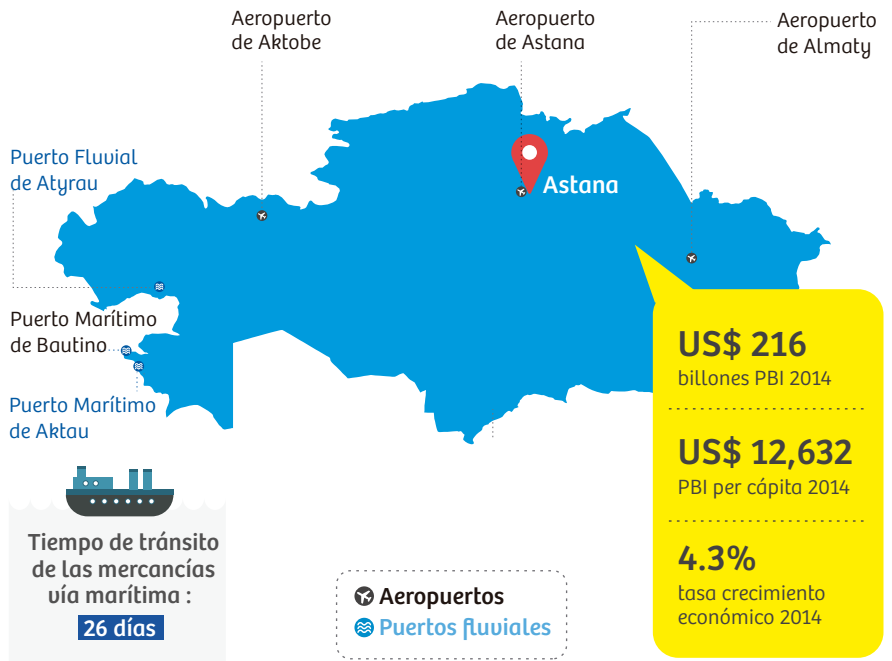 Aeropuerto
de Aktobe
Aeropuerto
de Astana
Aeropuerto
de Almaty
Puerto Fluvial
de Atyrau
Astana
Puerto Marítimo
de Bautino
Puerto Marítimo
de Aktau
US$ 216
billones PBI 2014
US$ 12,632
PBI per cápita 2014
4.3%
tasa crecimiento
económico 2014
Tiempo de tránsito
de las mercancías
vía marítima :
26 días
Aeropuertos
Puertos fluviales